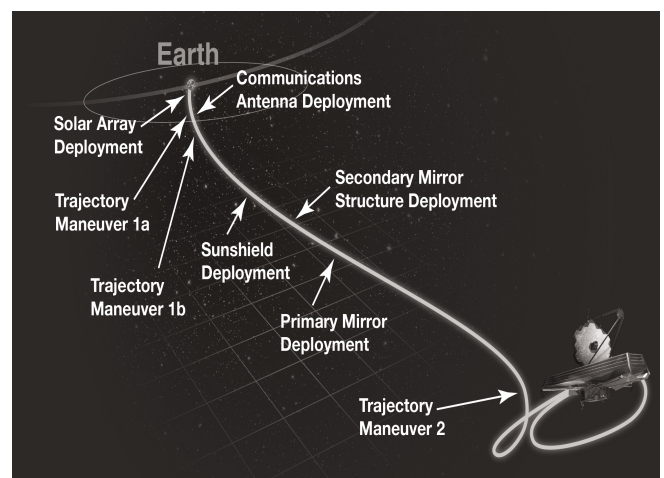 Earth
Communications
Antenna Deployment
Solar Array
Deployment
Trajectory
Maneuver 1a
Trajectory
Maneuver 1b
Sunshield
Deployment
Secondary Mirror
Structure Deployment
Primary Mirror
Deployment
Trajectory
Maneuver 2